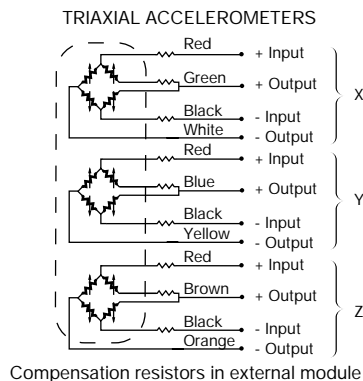 TRIAXIAL ACCELEROMETERS
Red + Input
Green + Output
Black - Input
White - Output
X
Red + Input
Blue + Output
Black - Input
Yellow - Output
Y
Red + Input
Brown + Output
Black - Input
Orange - Output
Z
Compensation resistors in external module